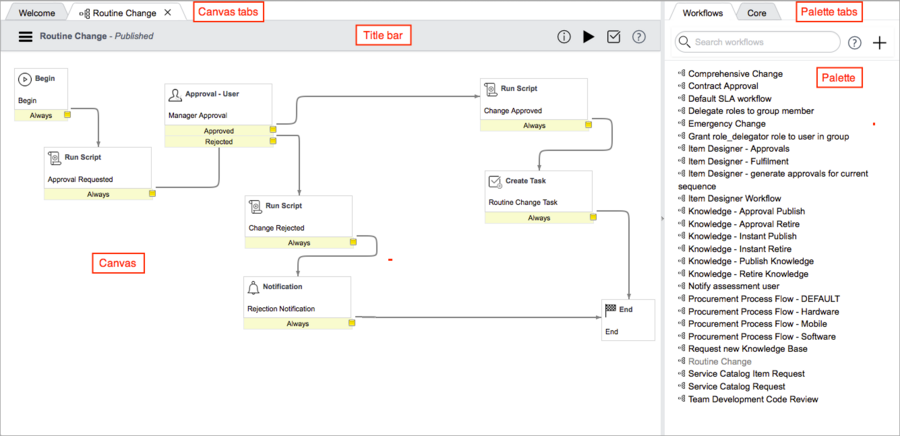 Welcome
Routine Change ×
Canvas tabs
Workflows
Core
Palette tabs
Routine Change - Published
Title bar
Search workflows
Palette
Begin
Begin
Always
Approval - User
Manager Approval
Approved
Rejected
Run Script
Change Approved
Always
Run Script
Approval Requested
Always
Create Task
Routine Change Task
Always
Run Script
Change Rejected
Always
Canvas
Notification
Rejection Notification
Always
End
End
Comprehensive Change
Contract Approval
Default SLA workflow
Delegate roles to group member
Emergency Change
Grant role_delegator role to user in group
Item Designer - Approvals
Item Designer - Fulfilment
Item Designer - generate approvals for current
sequence
Item Designer Workflow
Knowledge - Approval Publish
Knowledge - Approval Retire
Knowledge - Instant Publish
Knowledge - Instant Retire
Knowledge - Publish Knowledge
Knowledge - Retire Knowledge
Notify assessment user
Procurement Process Flow - DEFAULT
Procurement Process Flow - Hardware
Procurement Process Flow - Mobile
Procurement Process Flow - Software
Request new Knowledge Base
Routine Change
Service Catalog Item Request
Service Catalog Request
Team Development Code Review